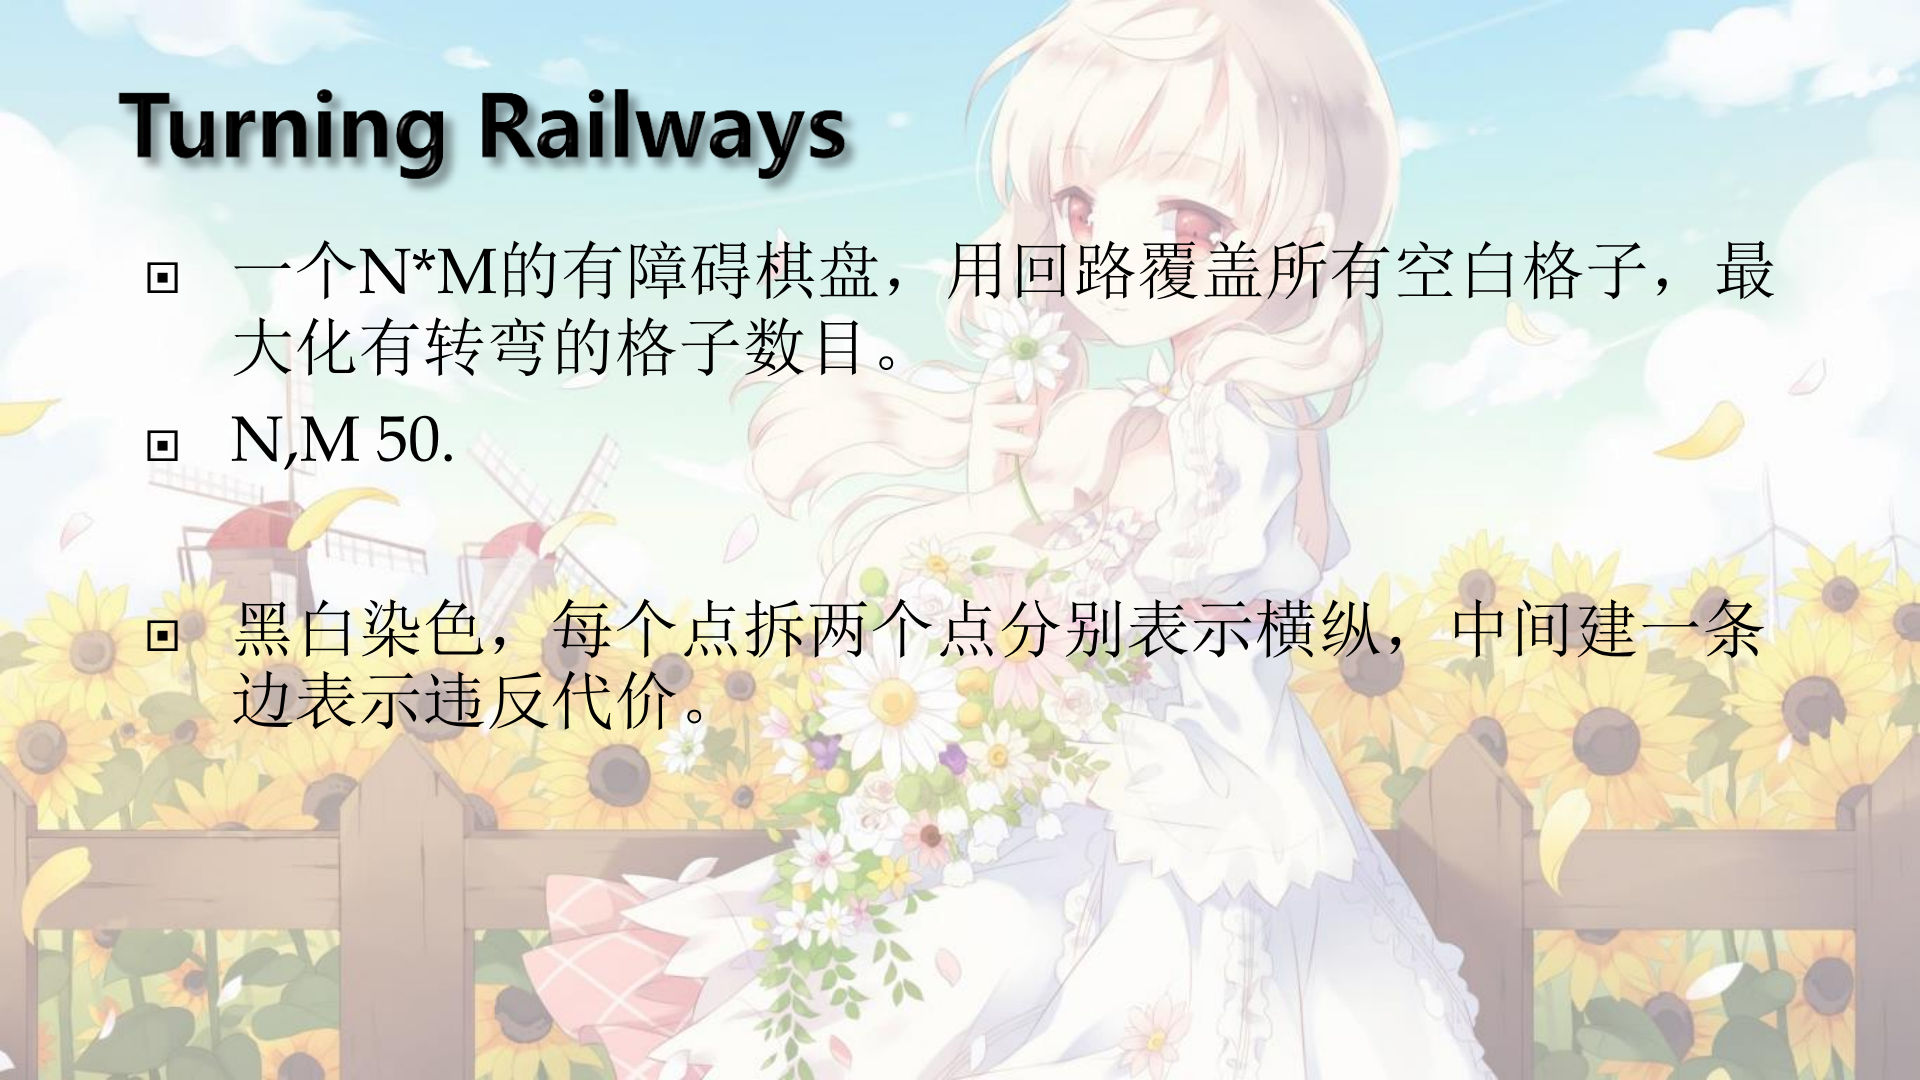 Turning Railways
一个N*M的有障碍棋盘，用回路覆盖所有空白格子，最
大化有转弯的格子数目。
N,M 50.
黑白染色，每个点拆两个点分别表示横纵，中间建一条
边表示违反代价。